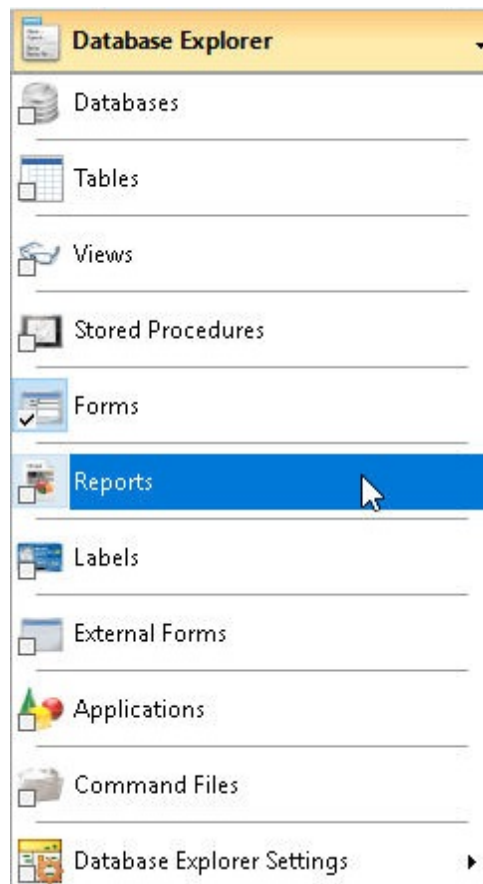 Database Explorer
Databases
Tables
Views
Stored Procedures
Forms
Reports
Labels
External Forms
Applications
Command Files
Database Explorer Settings